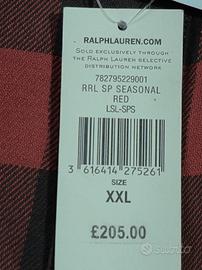 RALPHLAUREN.COM
SOLD EXCLUSIVELY THROUGH
THE RALPH LAUREN SELECTIVE
DISTRIBUTION NETWORK
782795229001
RRL SP SEASONAL
RED
LSL-SPS
3 616414 275261
SIZE
XXL
£205.00
subito